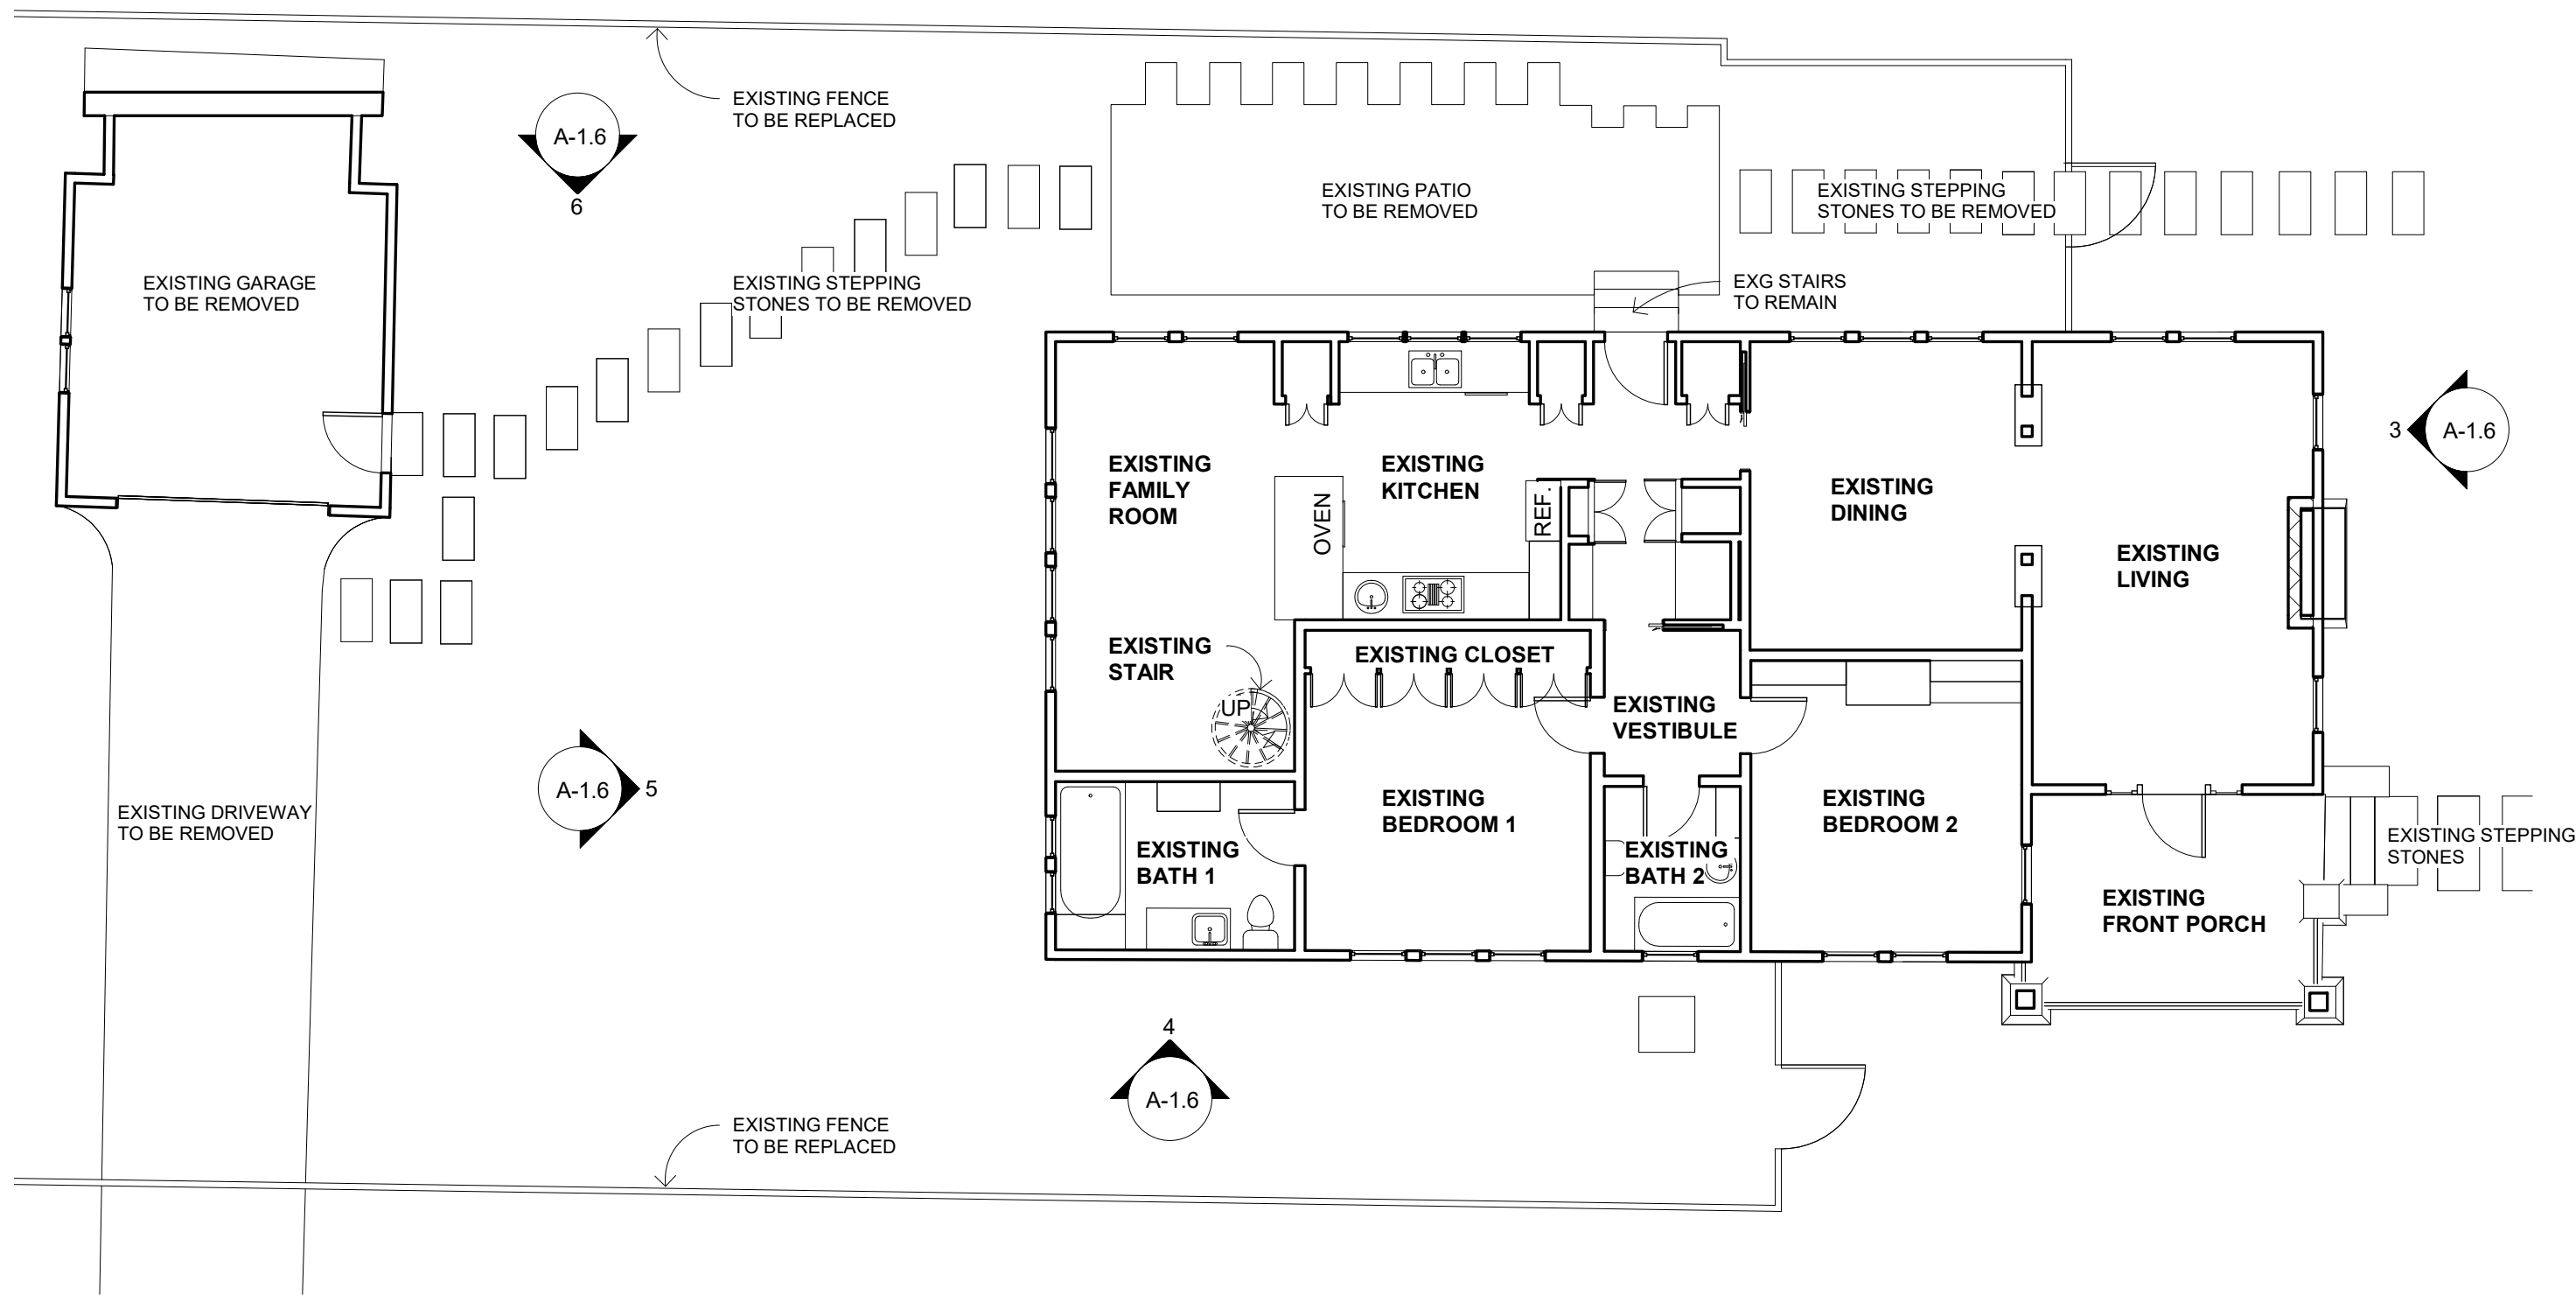 EXISTING FENCE
TO BE REPLACED
A-1.6
6
EXISTING PATIO
TO BE REMOVED
EXISTING STEPPING
STONES TO BE REMOVED
EXISTING GARAGE
TO BE REMOVED
EXISTING STEPPING
STONES TO BE REMOVED
EXG STAIRS
TO REMAIN
3
A-1.6
EXISTING
FAMILY
ROOM
EXISTING
KITCHEN
OVEN
REF.
EXISTING
DINING
EXISTING
LIVING
EXISTING
STAIR
UP
EXISTING CLOSET
EXISTING
VESTIBULE
A-1.6
5
EXISTING DRIVEWAY
TO BE REMOVED
EXISTING
BATH 1
EXISTING
BEDROOM 1
EXISTING
BATH 2
EXISTING
BEDROOM 2
EXISTING STEPPING
STONES
EXISTING
FRONT PORCH
4
A-1.6
EXISTING FENCE
TO BE REPLACED